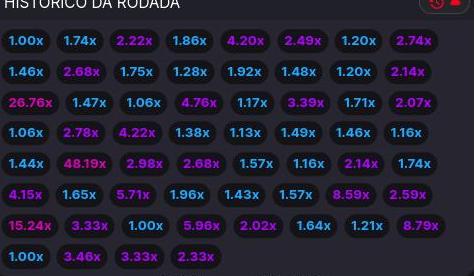 HISTÓRICO DA RODADA
1.00x 1.74x 2.22x 1.86x 4.20x 2.49x 1.20x 2.74x
1.46x 2.68x 1.75x 1.28x 1.92x 1.48x 1.20x 2.14x
26.76x 1.47x 1.06x 4.76x 1.17x 3.39x 1.71x 2.07x
1.06x 2.78x 4.22x 1.38x 1.13x 1.49x 1.46x 1.16x
1.44x 48.19x 2.98x 2.68x 1.57x 1.16x 2.14x 1.74x
4.15x 1.65x 5.71x 1.96x 1.43x 1.57x 8.59x 2.59x
15.24x 3.33x 1.00x 5.96x 2.02x 1.64x 1.21x 8.79x
1.00x 3.46x 3.33x 2.33x